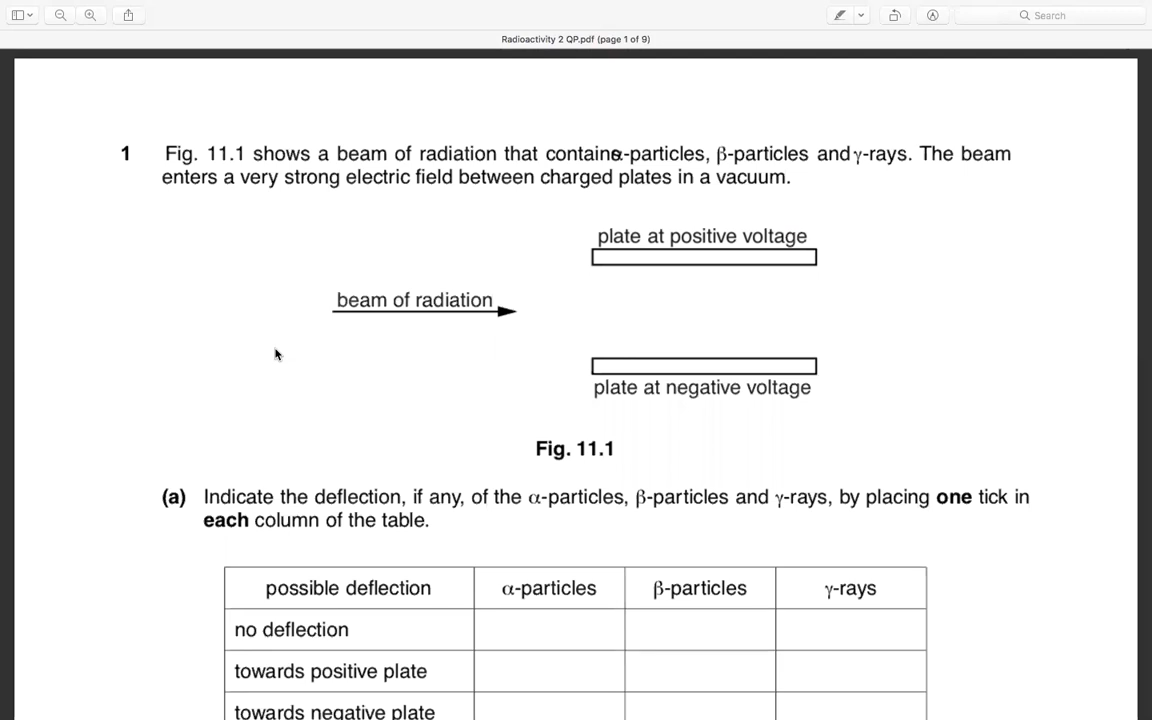 Search
Radioactivity 2 QP.pdf (page 1 of 9)
1 Fig. 11.1 shows a beam of radiation that contains α-particles, β-particles and γ-rays. The beam
enters a very strong electric field between charged plates in a vacuum.
plate at positive voltage
beam of radiation
plate at negative voltage
Fig. 11.1
(a) Indicate the deflection, if any, of the α-particles, β-particles and γ-rays, by placing one tick in
each column of the table.
possible deflection α-particles β-particles γ-rays
no deflection
towards positive plate
towards negative plate